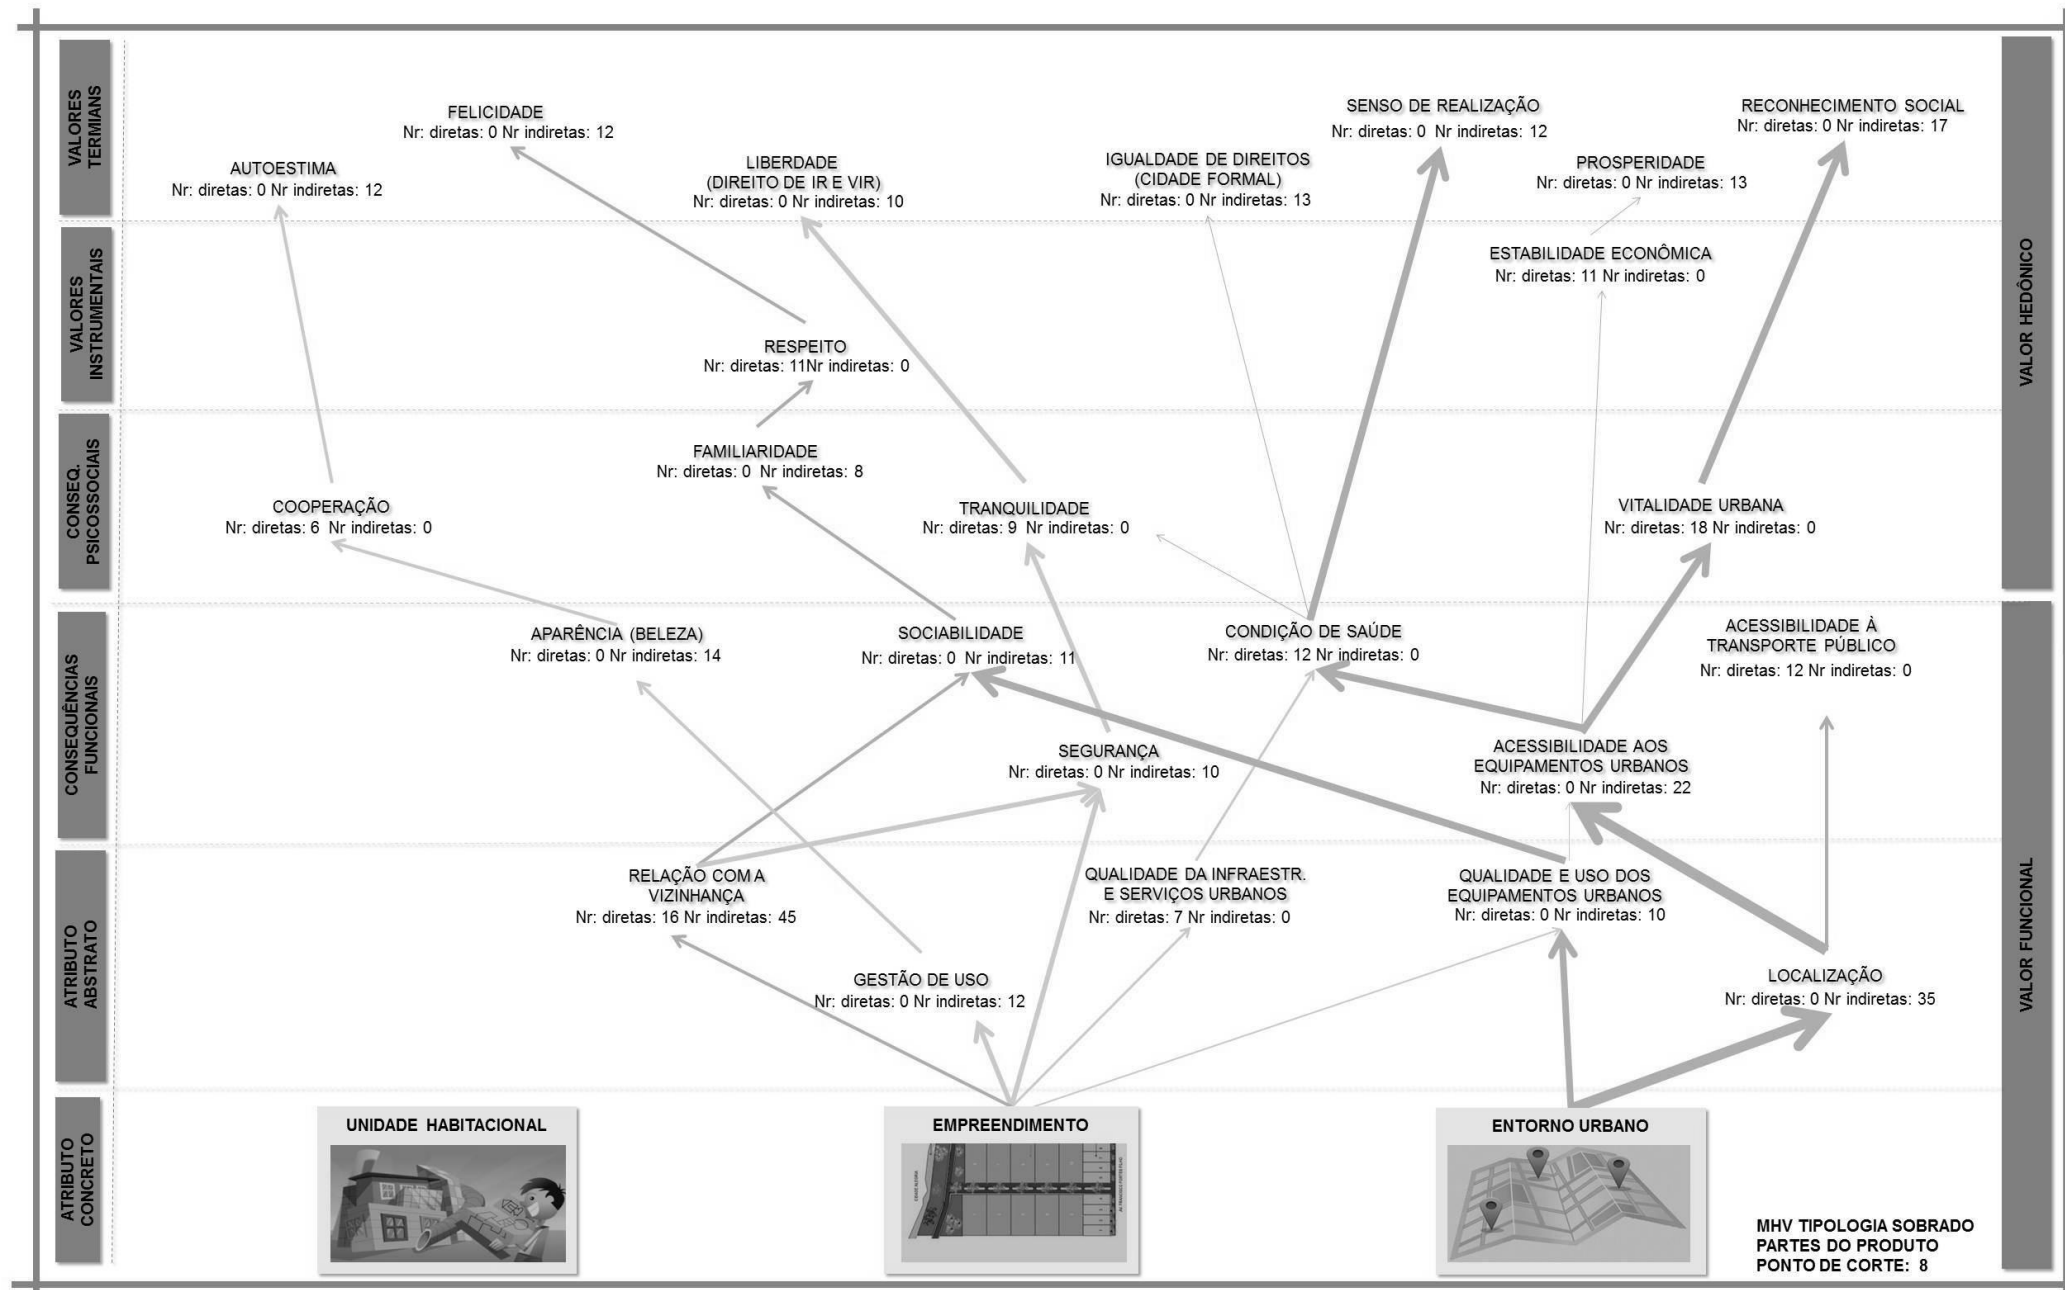 VALORES
TERMIANS
FELICIDADE
Nr: diretas: 0 Nr indiretas: 12
AUTOESTIMA
Nr: diretas: 0 Nr indiretas: 12
LIBERDADE
(DIREITO DE IR E VIR)
Nr: diretas: 0 Nr indiretas: 10
IGUALDADE DE DIREITOS
(CIDADE FORMAL)
Nr: diretas: 0 Nr indiretas: 13
SENSO DE REALIZAÇÃO
Nr: diretas: 0 Nr indiretas: 12
PROSPERIDADE
Nr: diretas: 0 Nr indiretas: 13
RECONHECIMENTO SOCIAL
Nr: diretas: 0 Nr indiretas: 17
VALORES
INSTRUMENTAIS
ESTABILIDADE ECONÔMICA
Nr: diretas: 11 Nr indiretas: 0
RESPEITO
Nr: diretas: 11Nr indiretas: 0
VALOR HEDÔNICO
CONSEQ.
PSICOSSOCIAIS
FAMILIARIDADE
Nr: diretas: 0 Nr indiretas: 8
COOPERAÇÃO
Nr: diretas: 6 Nr indiretas: 0
TRANQUILIDADE
Nr: diretas: 9 Nr indiretas: 0
VITALIDADE URBANA
Nr: diretas: 18 Nr indiretas: 0
CONSEQUÊNCIAS
FUNCIONAIS
APARÊNCIA (BELEZA)
Nr: diretas: 0 Nr indiretas: 14
SOCIABILIDADE
Nr: diretas: 0 Nr indiretas: 11
CONDIÇÃO DE SAÚDE
Nr: diretas: 12 Nr indiretas: 0
ACESSIBILIDADE À
TRANSPORTE PÚBLICO
Nr: diretas: 12 Nr indiretas: 0
SEGURANÇA
Nr: diretas: 0 Nr indiretas: 10
ACESSIBILIDADE AOS
EQUIPAMENTOS URBANOS
Nr: diretas: 0 Nr indiretas: 22
ATRIBUTO
ABSTRATO
RELAÇÃO COM A
VIZINHANÇA
Nr: diretas: 16 Nr indiretas: 45
QUALIDADE DA INFRAESTR.
E SERVIÇOS URBANOS
Nr: diretas: 7 Nr indiretas: 0
QUALIDADE E USO DOS
EQUIPAMENTOS URBANOS
Nr: diretas: 0 Nr indiretas: 10
GESTÃO DE USO
Nr: diretas: 0 Nr indiretas: 12
LOCALIZAÇÃO
Nr: diretas: 0 Nr indiretas: 35
VALOR FUNCIONAL
ATRIBUTO
CONCRETO
UNIDADE HABITACIONAL
EMPREENDIMENTO
ENTORNO URBANO
MHV TIPOLOGIA SOBRADO
PARTES DO PRODUTO
PONTO DE CORTE: 8